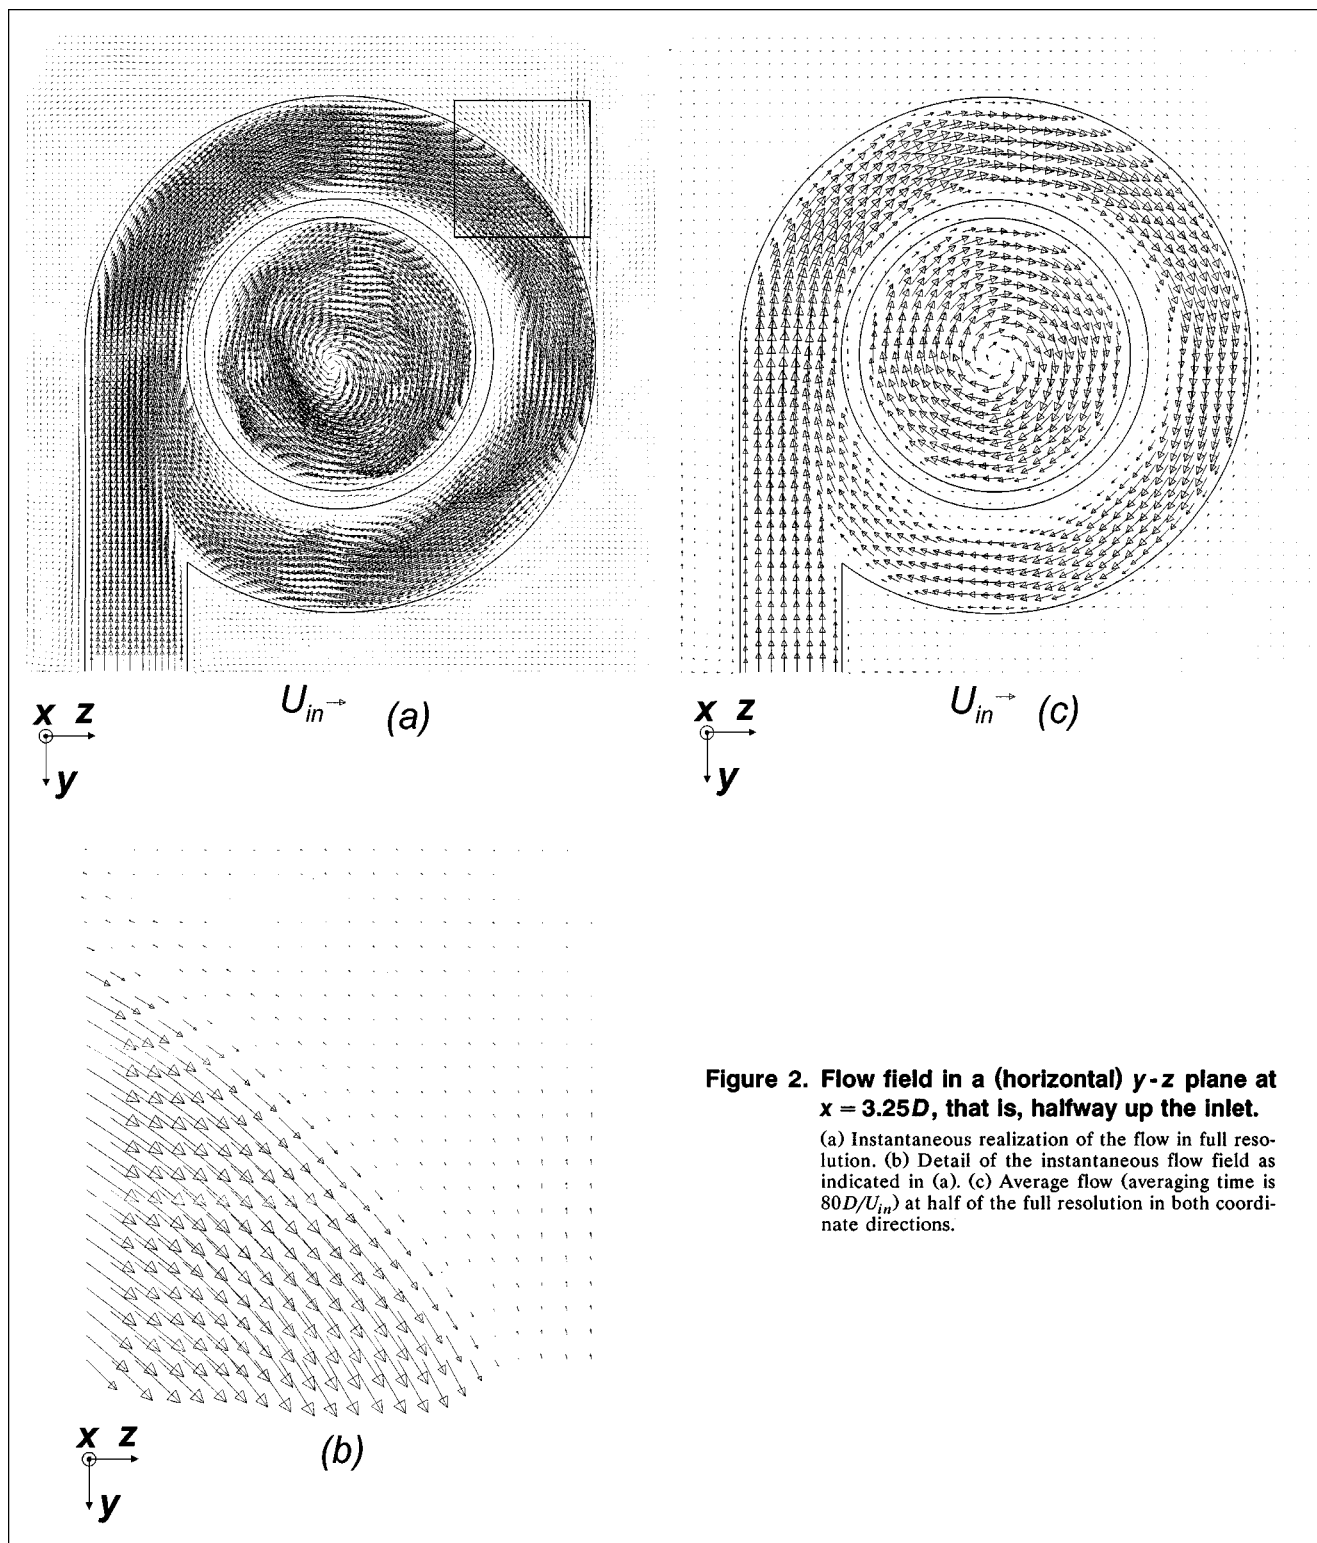 U_in (a)
x z
y
U_in (c)
x z
y
(b)
x z
y
Figure 2. Flow field in a (horizontal) y-z plane at
x = 3.25D, that is, halfway up the inlet.
(a) Instantaneous realization of the flow in full reso-
lution. (b) Detail of the instantaneous flow field as
indicated in (a). (c) Average flow (averaging time is
80D/U_in) at half of the full resolution in both coordi-
nate directions.